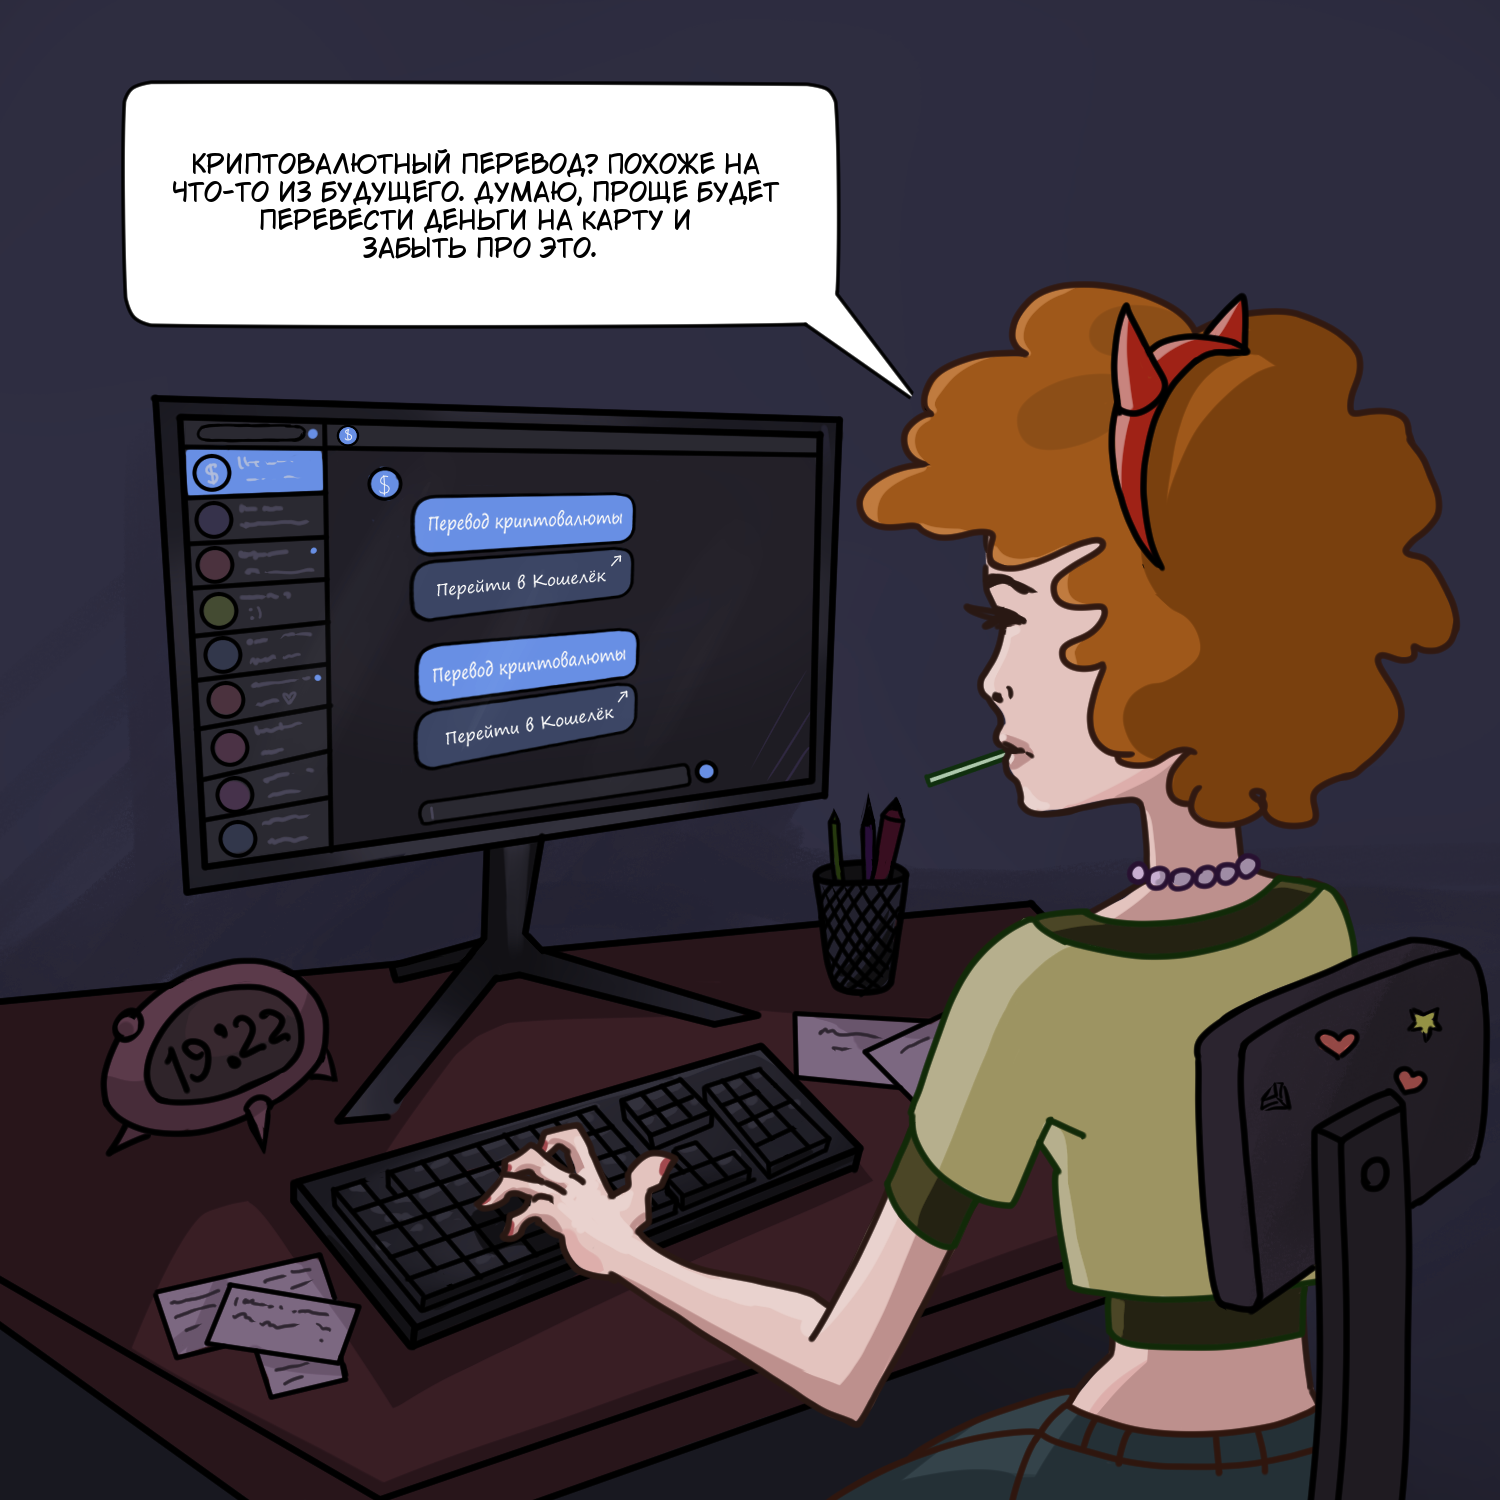 КРИПТОВАЛЮТНЫЙ ПЕРЕВОД? ПОХОЖЕ НА
ЧТО-ТО ИЗ БУДУЩЕГО. ДУМАЮ, ПРОЩЕ БУДЕТ
ПЕРЕВЕСТИ ДЕНЬГИ НА КАРТУ И
ЗАБЫТЬ ПРО ЭТО.
$
$
$
Перевод криптовалюты
Перейти в Кошелёк
:)
Перевод криптовалюты
Перейти в Кошелёк
19:22